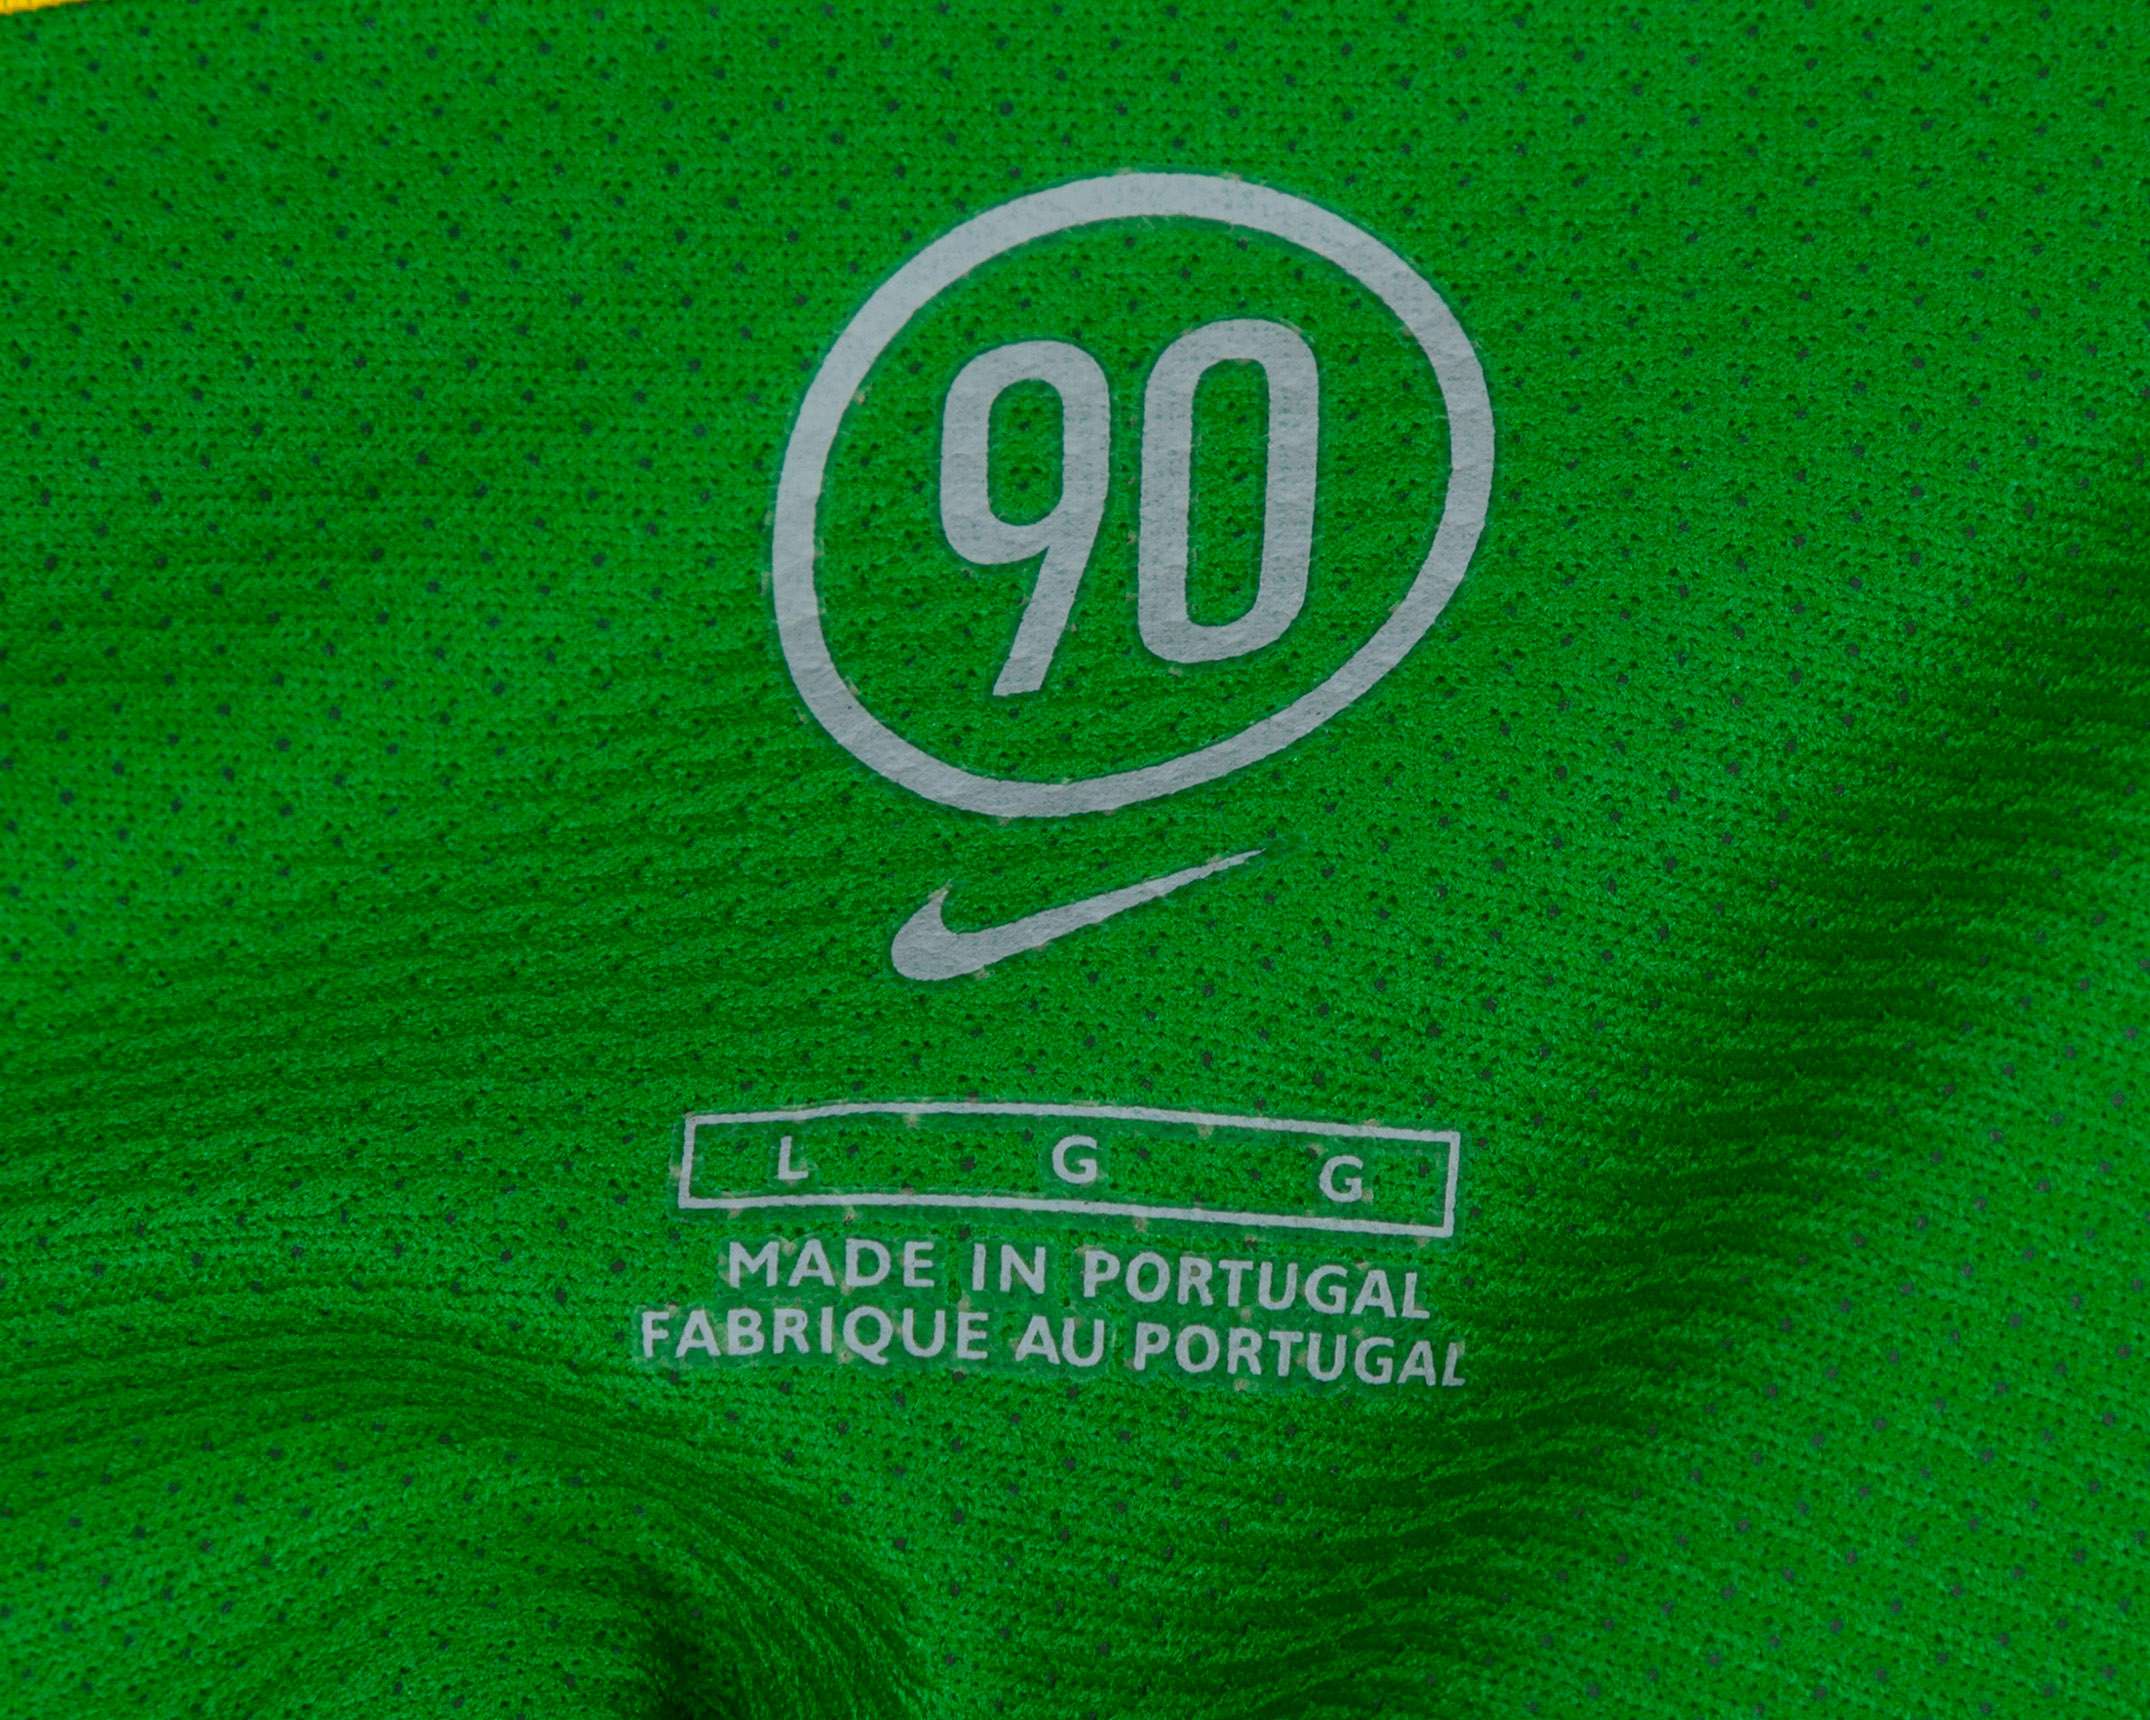 90
L G G
MADE IN PORTUGAL
FABRIQUE AU PORTUGAL